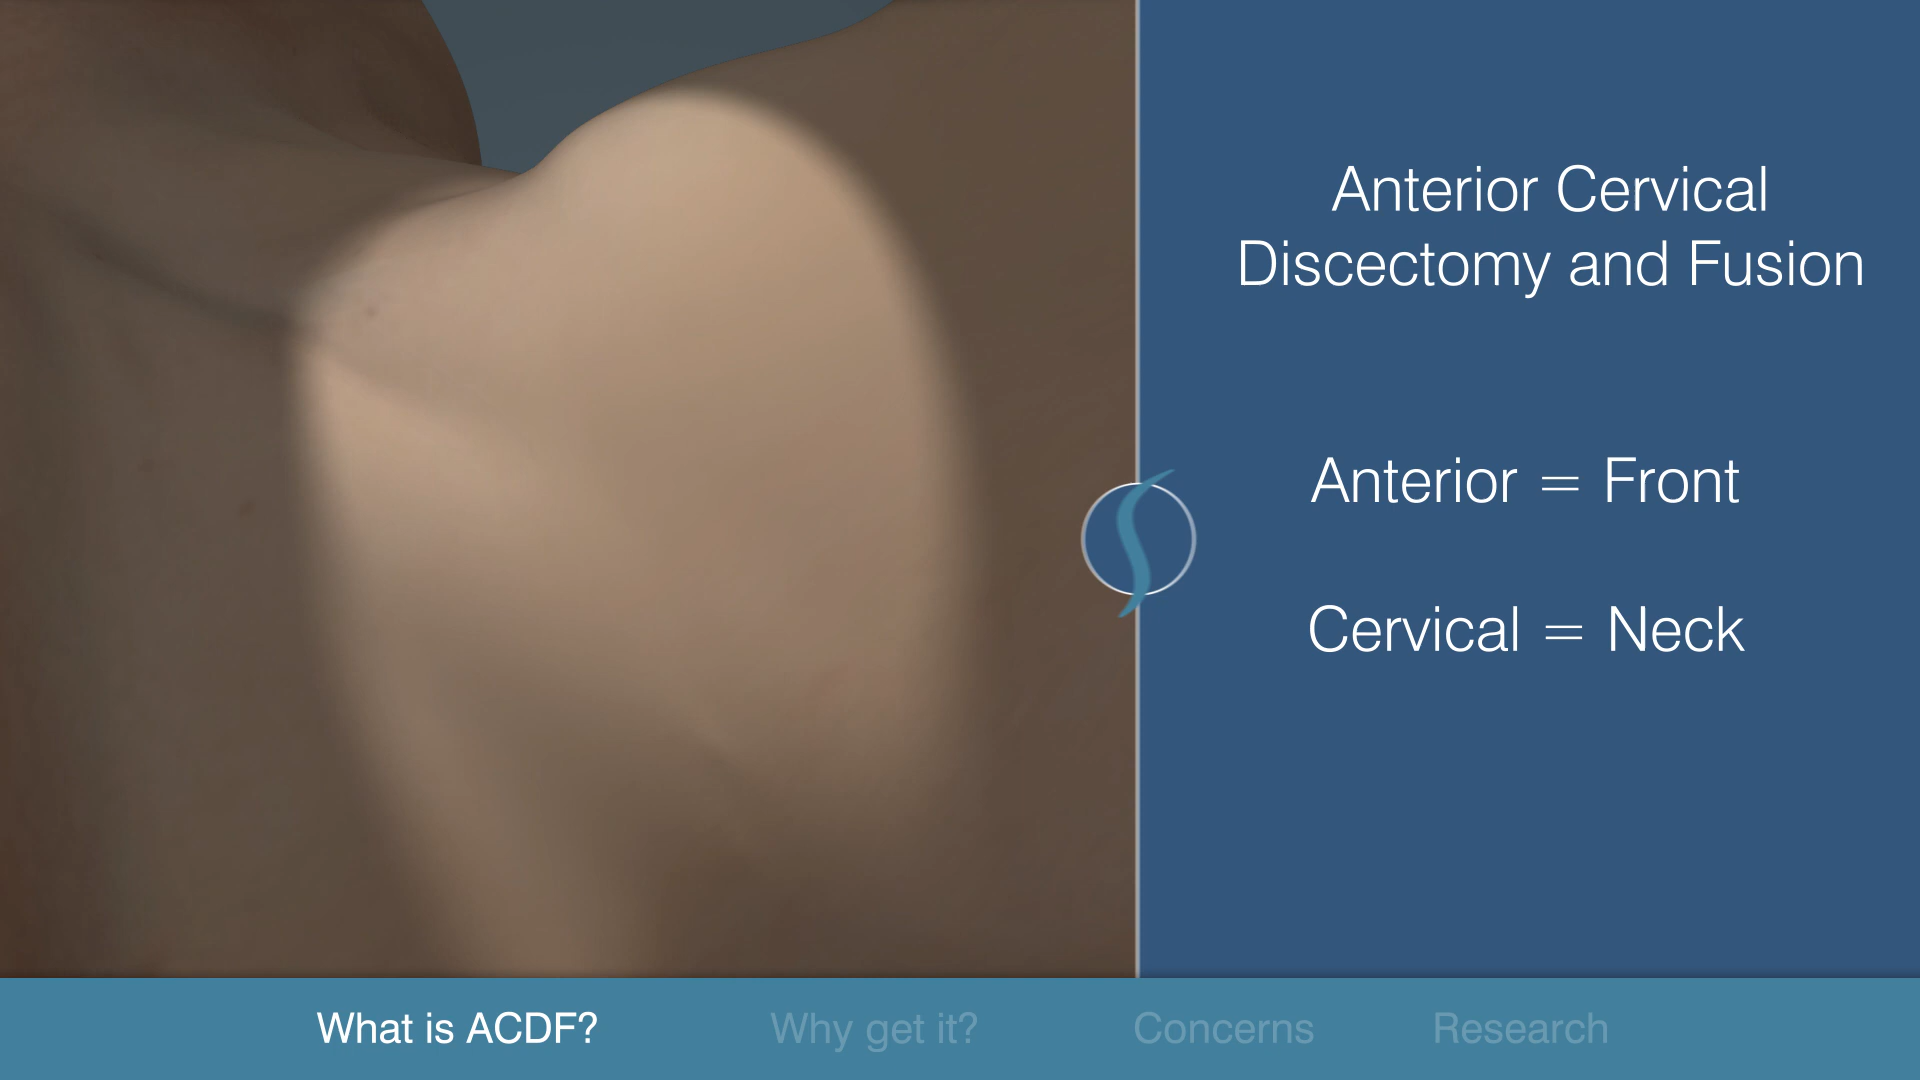 Anterior Cervical
Discectomy and Fusion
Anterior = Front
Cervical = Neck
What is ACDF? Why get it? Concerns Research